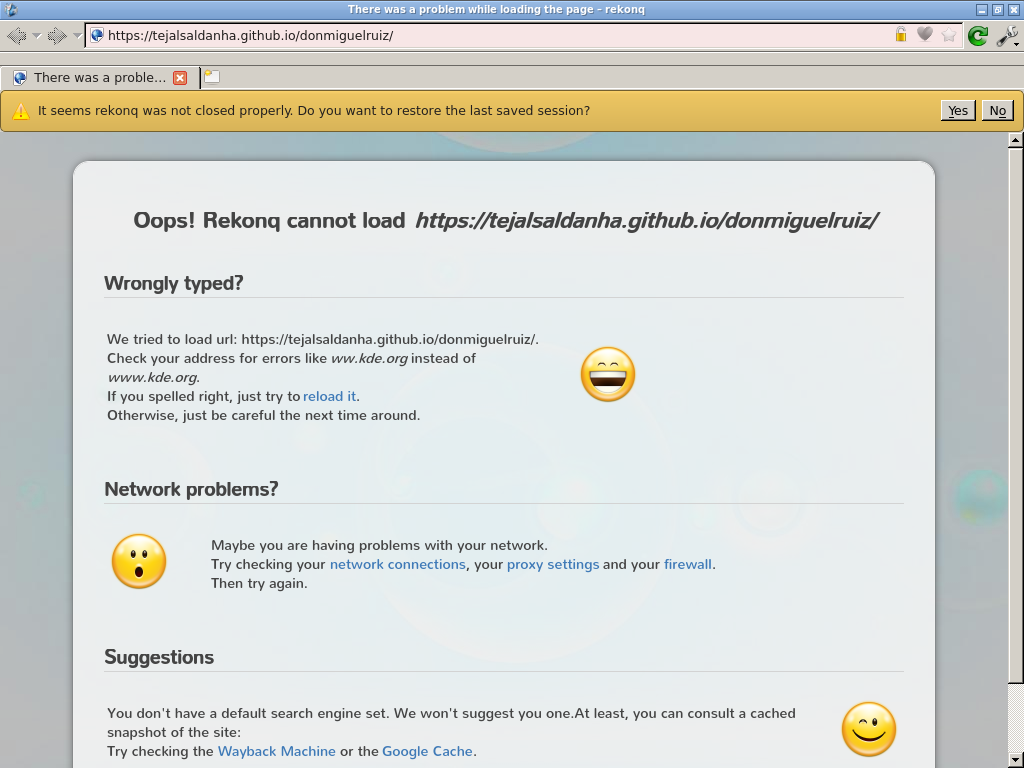 There was a problem while loading the page – rekonq
https://tejalsaldanha.github.io/donmiguelruiz/
There was a proble...
It seems rekonq was not closed properly. Do you want to restore the last saved session?
Yes
No
Oops! Rekonq cannot load https://tejalsaldanha.github.io/donmiguelruiz/
Wrongly typed?
We tried to load url: https://tejalsaldanha.github.io/donmiguelruiz/.
Check your address for errors like ww.kde.org instead of
www.kde.org.
If you spelled right, just try to reload it.
Otherwise, just be careful the next time around.
Network problems?
Maybe you are having problems with your network.
Try checking your network connections, your proxy settings and your firewall.
Then try again.
Suggestions
You don't have a default search engine set. We won't suggest you one.At least, you can consult a cached
snapshot of the site:
Try checking the Wayback Machine or the Google Cache.